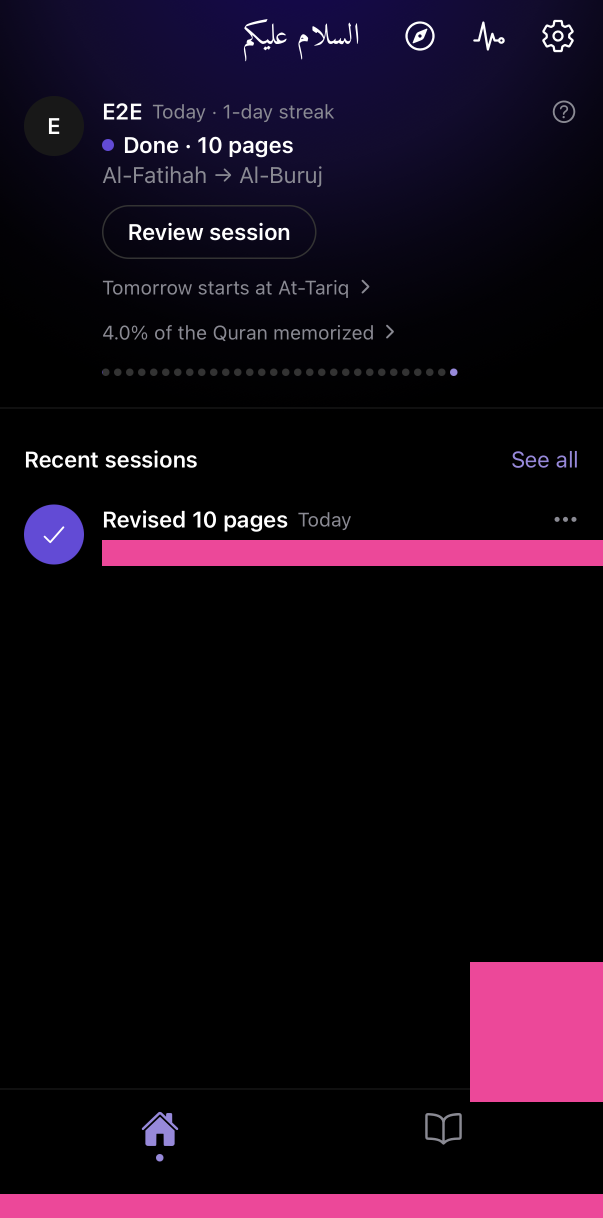 السلام عليكم
E
E2E Today · 1-day streak
Done · 10 pages
Al-Fatihah → Al-Buruj
Review session
Tomorrow starts at At-Tariq
4.0% of the Quran memorized
Recent sessions
See all
Revised 10 pages Today